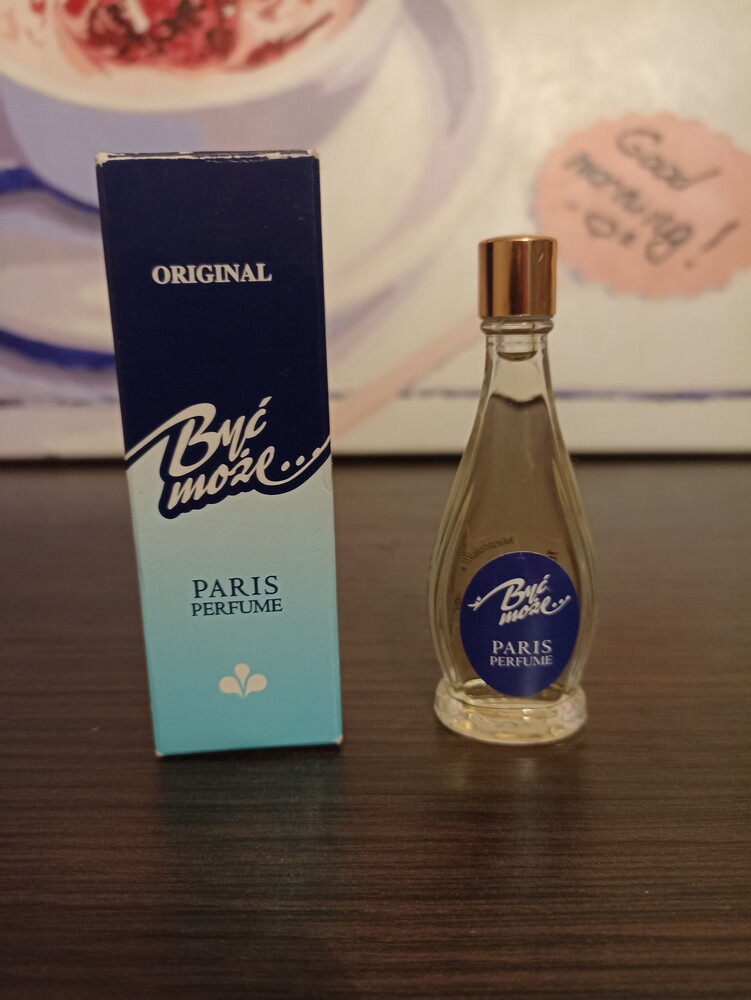 ORIGINAL
Być
może...
PARIS
PERFUME
Good
morning!
Być
może...
PARIS
PERFUME